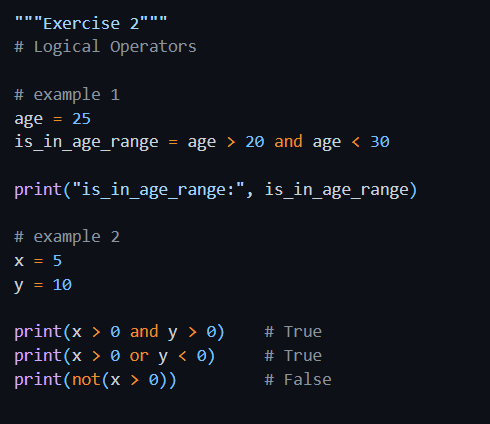 """Exercise 2"""
# Logical Operators

# example 1
age = 25
is_in_age_range = age > 20 and age < 30

print("is_in_age_range:", is_in_age_range)

# example 2
x = 5
y = 10

print(x > 0 and y > 0)    # True
print(x > 0 or y < 0)     # True
print(not(x > 0))         # False